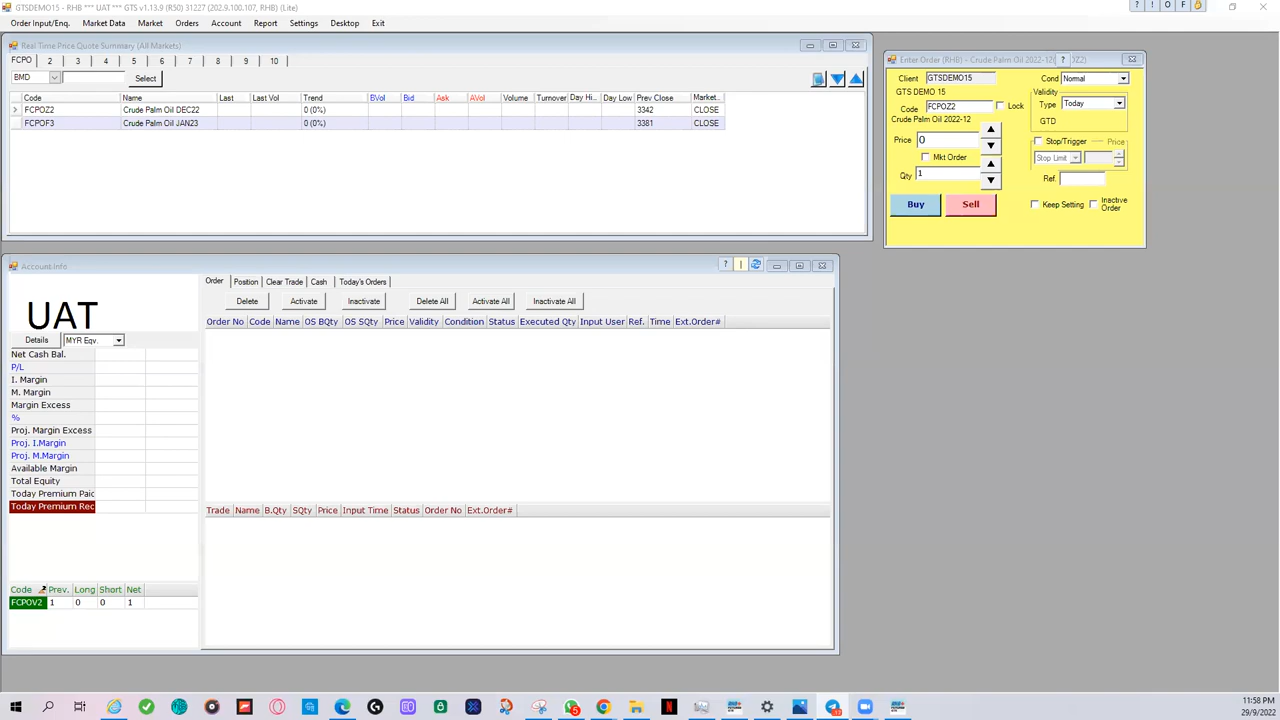 GTSDEMO15 - RHB *** UAT *** GTS v1.13.9 (R50) 31127 (202.9.100.107, RHB) (Lite)
Order Input/Enq. Market Data Market Orders Account Report Settings Desktop Exit
Real Time Price Quote Summary (All Markets)
FCPO 2 3 4 5 6 7 8 9 10
BMD Select
Code Name Last Last Vol Trend BVol Bid Ask AVol Volume Turnover Day Hi... Day Low Prev Close Market...
FCPOZ2 Crude Palm Oil DEC22 0 (0%) 3342 CLOSE
FCPOF3 Crude Palm Oil JAN23 0 (0%) 3381 CLOSE
Enter Order (RHB) - Crude Palm Oil 2022-12
Client GTSDEMO15 Cond Normal
GTS DEMO 15 Validity
Code FCPOZ2 Lock Type Today
Crude Palm Oil 2022-12 GTD
Price 0 Stop/Trigger Price
Mkt Order Stop Limit
Qty 1 Ref.
Buy Sell Keep Setting Inactive Order
Account Info
UAT
Details MYR Eqv.
Net Cash Bal.
P/L
I. Margin
M. Margin
Margin Excess
%
Proj. Margin Excess
Proj. I.Margin
Proj. M.Margin
Available Margin
Total Equity
Today Premium Paic
Today Premium Rec
Code Prev. Long Short Net
FCPOV2 1 0 0 1
Order Position Clear Trade Cash Today's Orders
Delete Activate Inactivate Delete All Activate All Inactivate All
Order No Code Name OS BQty OS SQty Price Validity Condition Status Executed Qty Input User Ref. Time Ext.Order#
Trade Name B.Qty SQty Price Input Time Status Order No Ext.Order#
11:58 PM
29/9/2022